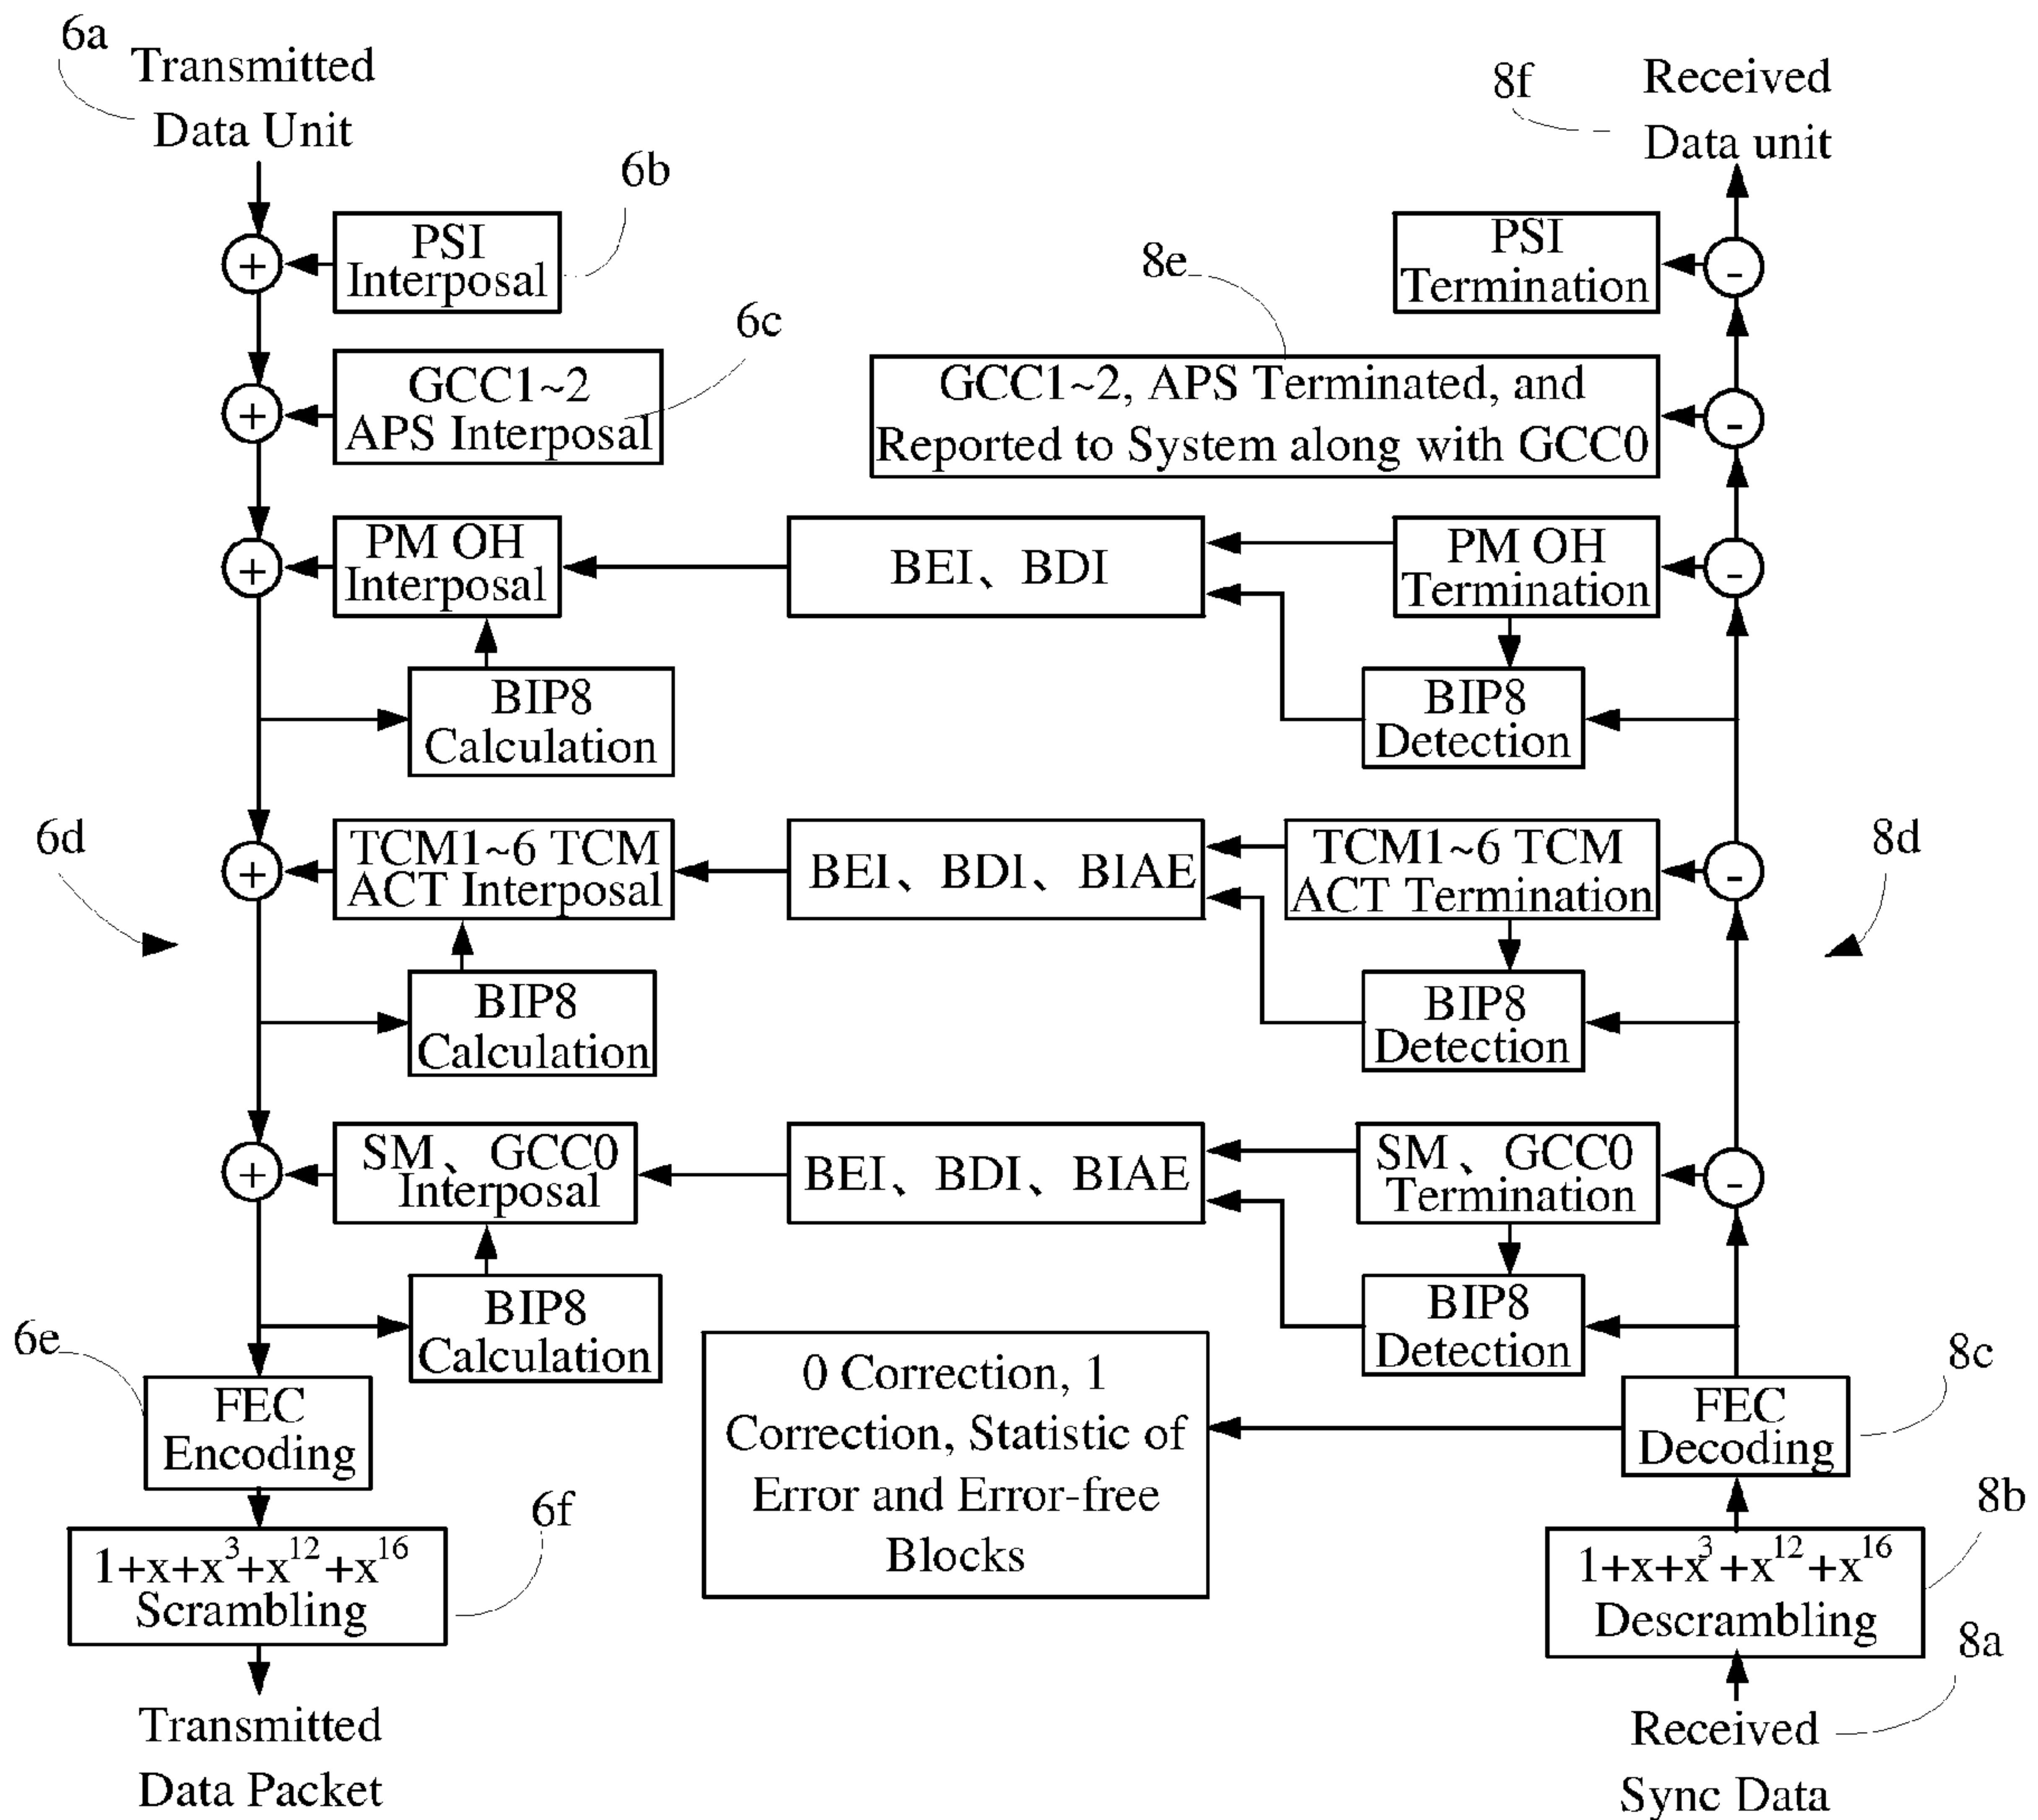 6a
Transmitted
Data Unit
8f
Received
Data unit
6b
PSI
Interposal
8e
PSI
Termination
6c
GCC1~2
APS Interposal
GCC1~2, APS Terminated, and
Reported to System along with GCC0
+
-
+
-
PM OH
Interposal
BEI、BDI
PM OH
Termination
+
-
BIP8
Calculation
BIP8
Detection
6d
TCM1~6 TCM
ACT Interposal
BEI、BDI、BIAE
TCM1~6 TCM
ACT Termination
8d
+
-
BIP8
Calculation
BIP8
Detection
SM、GCC0
Interposal
BEI、BDI、BIAE
SM、GCC0
Termination
+
-
BIP8
Calculation
BIP8
Detection
6e
FEC
Encoding
0 Correction, 1
Correction, Statistic of
Error and Error-free
Blocks
FEC
Decoding
8c
6f
1+x+x³+x¹²+x¹⁶
Scrambling
1+x+x³+x¹²+x¹⁶
Descrambling
8b
8a
Transmitted
Data Packet
Received
Sync Data